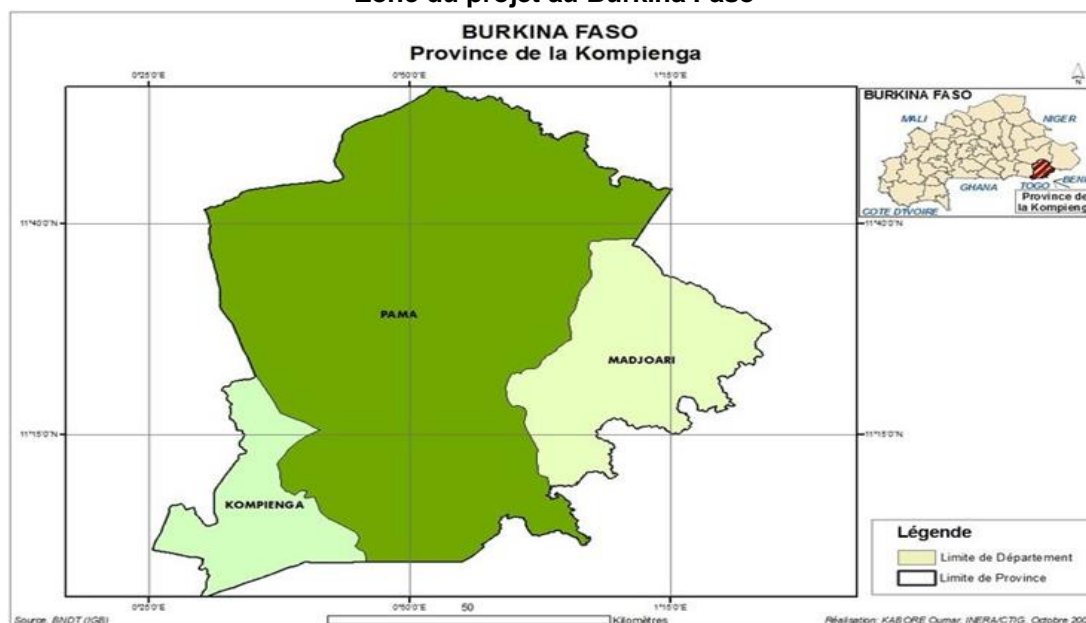 Zone du projet au Burkina Faso
BURKINA FASO
Province de la Kompienga
0°25'0"E 0°50'0"E 1°15'0"E
N
BURKINA FASO
MALI
NIGER
GHANA
TOGO
COTE D'IVOIRE
Province de
la Kompienga
11°40'0"N 11°40'0"N
PAMA
MADJOARI
11°15'0"N 11°15'0"N
KOMPIENGA
Légende
Limite de Département
Limite de Province
0°25'0"E 0°50'0"E 1°15'0"E
50
Kilomètres
Source: BNDT (IGB)
Réalisation: KABORE Oumar, INERA/CTIG, Octobre